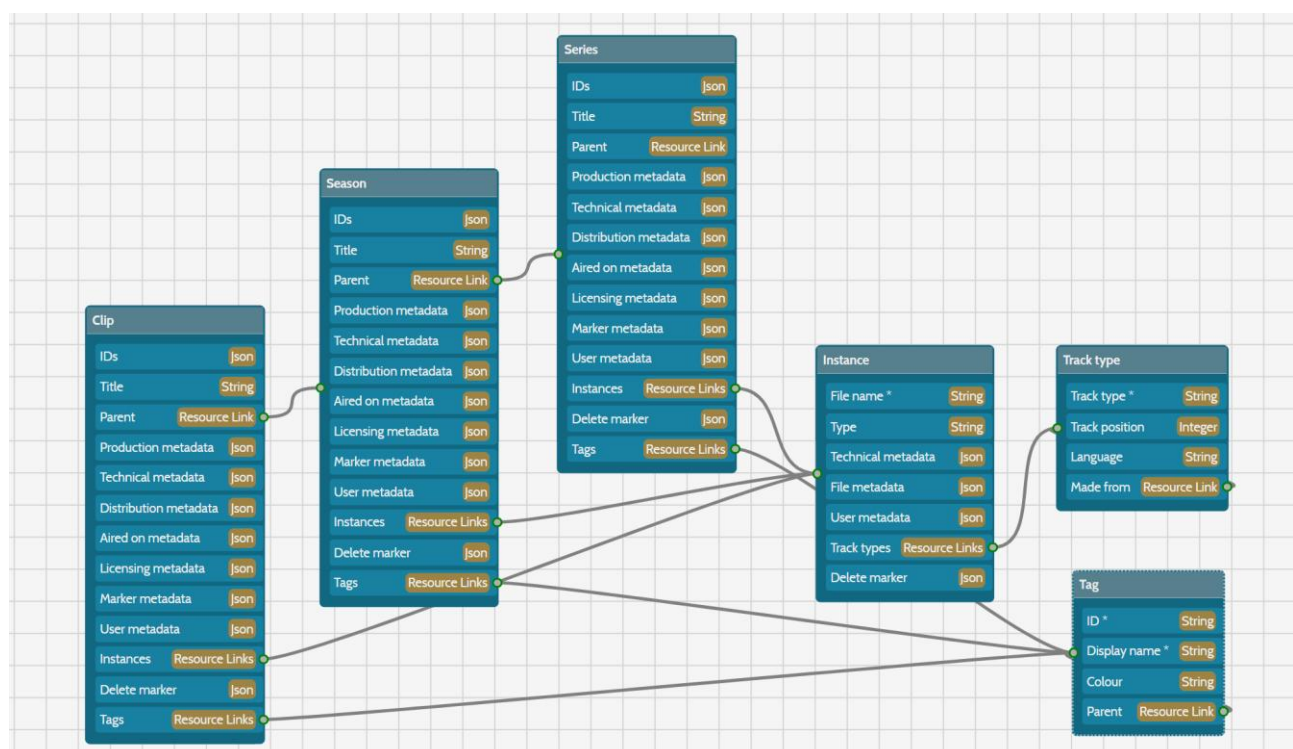 Series
IDs Json
Title String
Parent Resource Link
Production metadata Json
Technical metadata Json
Distribution metadata Json
Aired on metadata Json
Licensing metadata Json
Marker metadata Json
User metadata Json
Instances Resource Links
Delete marker Json
Tags Resource Links
Season
IDs Json
Title String
Parent Resource Link
Production metadata Json
Technical metadata Json
Distribution metadata Json
Aired on metadata Json
Licensing metadata Json
Marker metadata Json
User metadata Json
Instances Resource Links
Delete marker Json
Tags Resource Links
Clip
IDs Json
Title String
Parent Resource Link
Production metadata Json
Technical metadata Json
Distribution metadata Json
Aired on metadata Json
Licensing metadata Json
Marker metadata Json
User metadata Json
Instances Resource Links
Delete marker Json
Tags Resource Links
Instance
File name * String
Type String
Technical metadata Json
File metadata Json
User metadata Json
Track types Resource Links
Delete marker Json
Track type
Track type * String
Track position Integer
Language String
Made from Resource Link
Tag
ID * String
Display name * String
Colour String
Parent Resource Link